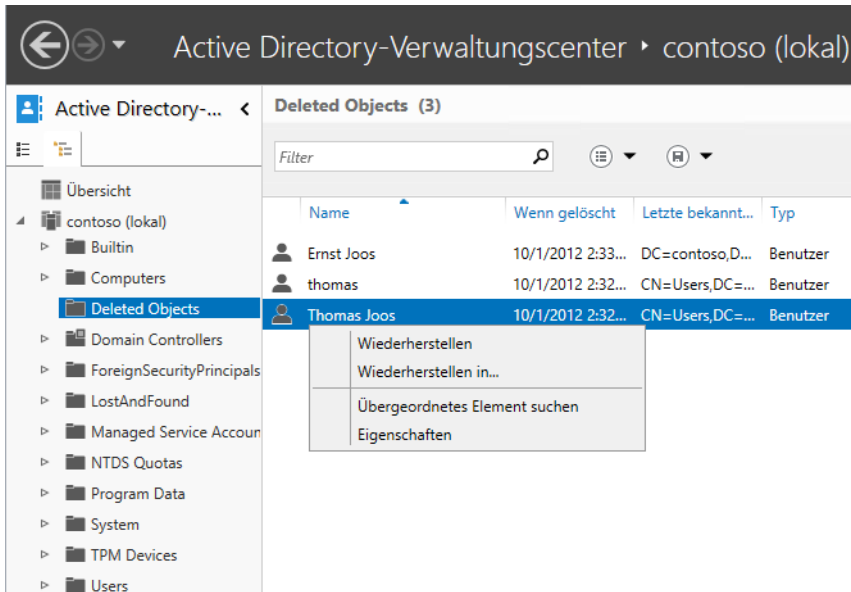 Active Directory-Verwaltungscenter ‣ contoso (lokal)
Active Directory-...
Deleted Objects (3)
Filter
Übersicht
contoso (lokal)
Builtin
Computers
Deleted Objects
Domain Controllers
ForeignSecurityPrincipals
LostAndFound
Managed Service Accoun
NTDS Quotas
Program Data
System
TPM Devices
Users
Name Wenn gelöscht Letzte bekannt... Typ
Ernst Joos 10/1/2012 2:33... DC=contoso,D... Benutzer
thomas 10/1/2012 2:32... CN=Users,DC=... Benutzer
Thomas Joos 10/1/2012 2:32... CN=Users,DC=... Benutzer
Wiederherstellen
Wiederherstellen in...
Übergeordnetes Element suchen
Eigenschaften